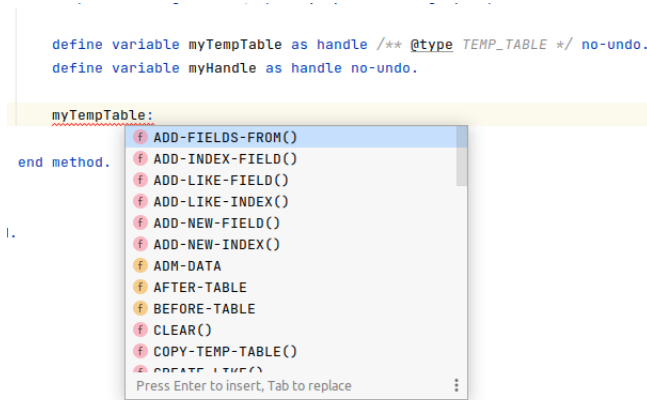 define variable myTempTable as handle /** @type TEMP_TABLE */ no-undo.
define variable myHandle as handle no-undo.
myTempTable:
f ADD-FIELDS-FROM()
end method.
f ADD-INDEX-FIELD()
f ADD-LIKE-FIELD()
f ADD-LIKE-INDEX()
f ADD-NEW-FIELD()
f ADD-NEW-INDEX()
f ADM-DATA
f AFTER-TABLE
f BEFORE-TABLE
f CLEAR()
f COPY-TEMP-TABLE()
f CREATE-LIKE()
Press Enter to insert, Tab to replace